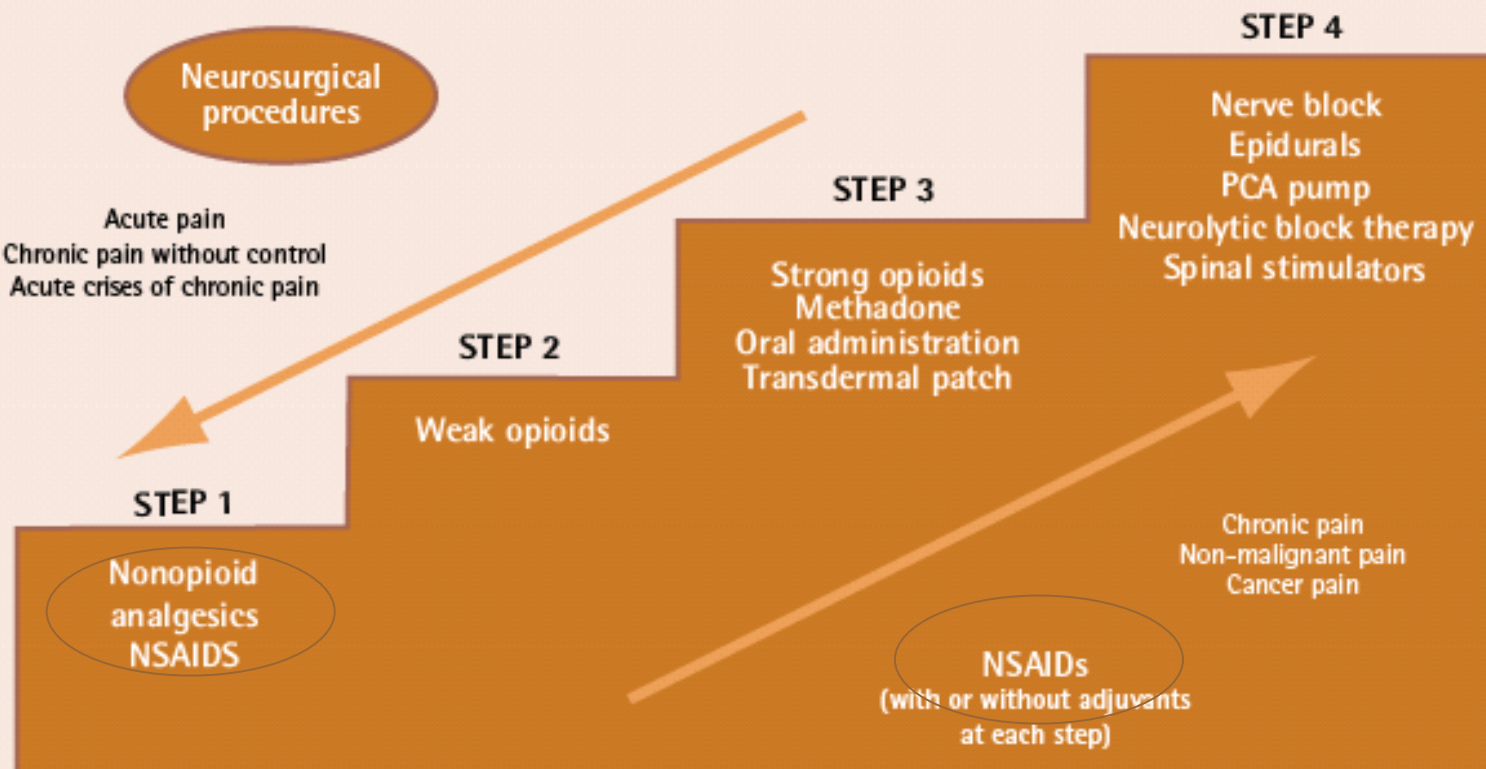 Neurosurgical
procedures
Acute pain
Chronic pain without control
Acute crises of chronic pain
STEP 1
Nonopioid
analgesics
NSAIDS
STEP 2
Weak opioids
STEP 3
Strong opioids
Methadone
Oral administration
Transdermal patch
STEP 4
Nerve block
Epidurals
PCA pump
Neurolytic block therapy
Spinal stimulators
Chronic pain
Non-malignant pain
Cancer pain
NSAIDs
(with or without adjuvants
at each step)